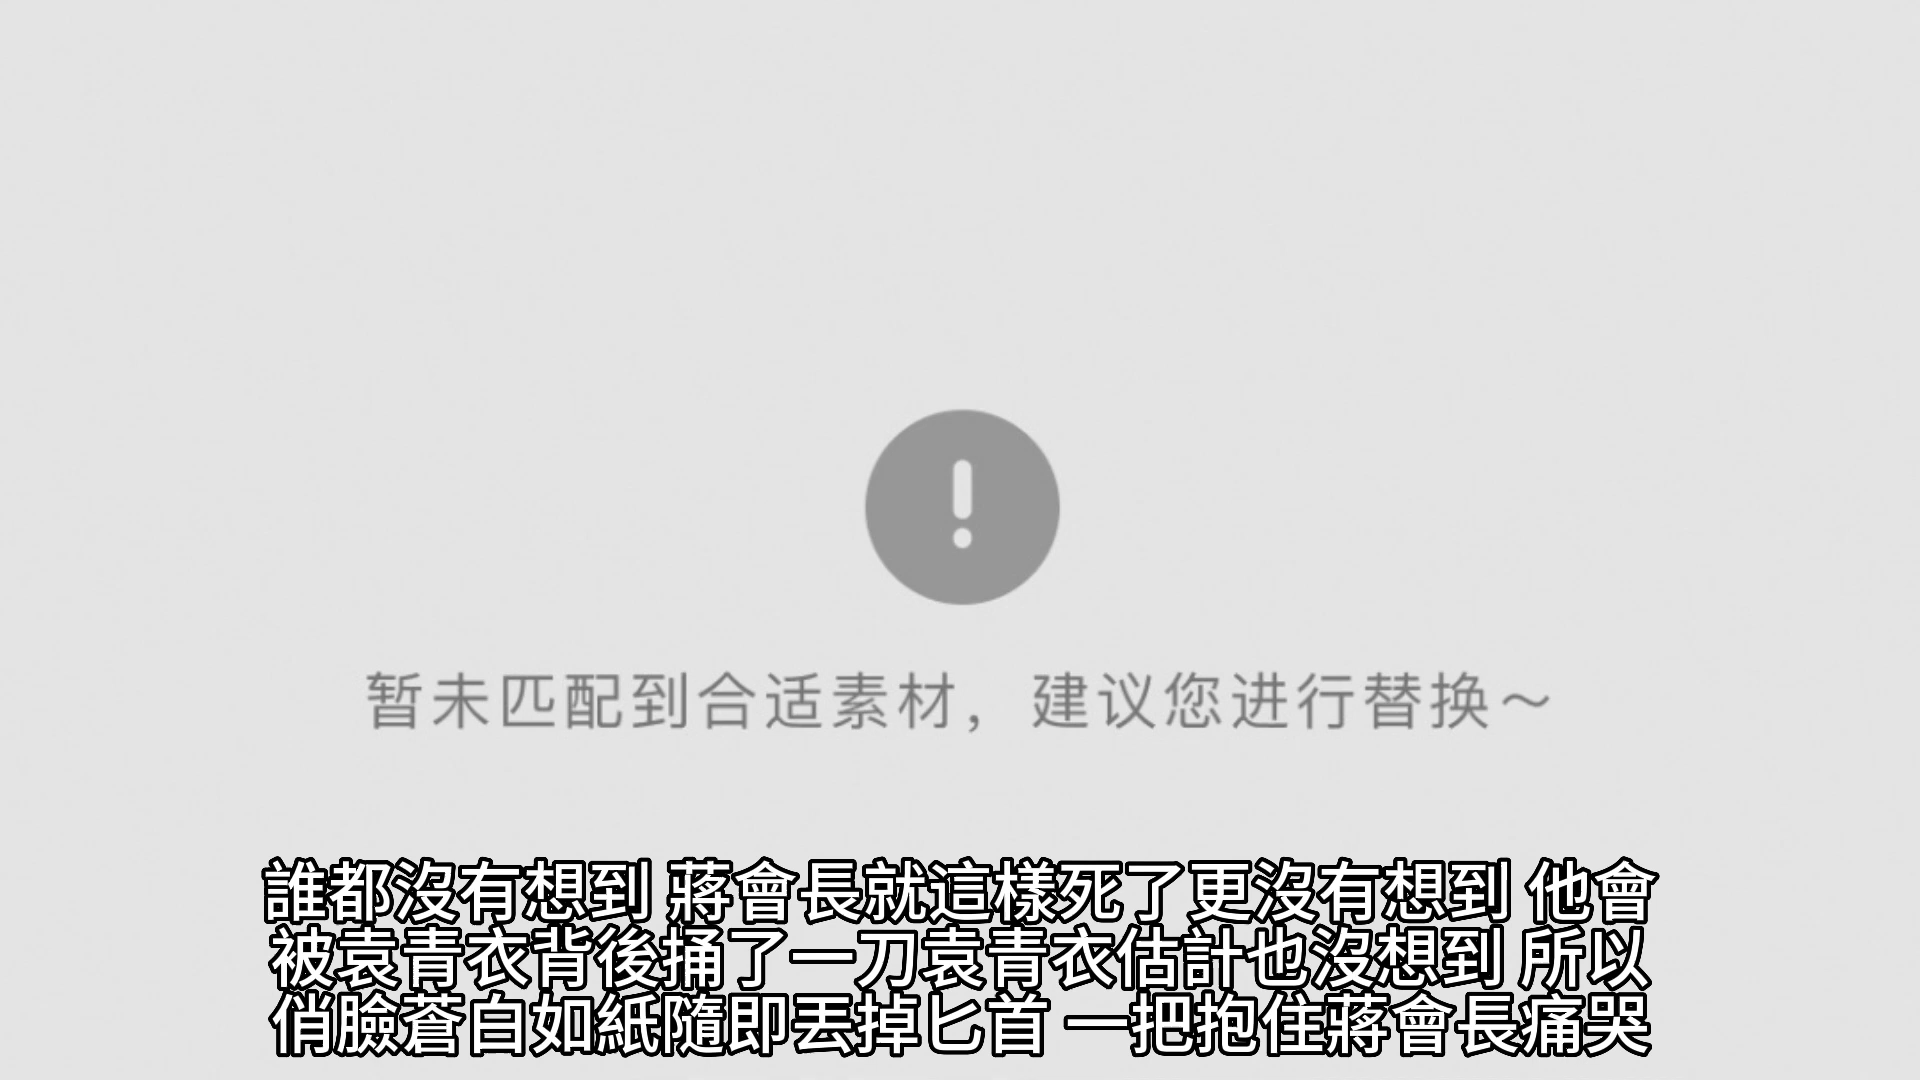 暂未匹配到合适素材，建议您进行替换～
誰都沒有想到 蔣會長就這樣死了更沒有想到 他會
被袁青衣背後捅了一刀袁青衣估計也沒想到 所以
俏臉蒼白如紙隨即丟掉匕首 一把抱住蔣會長痛哭